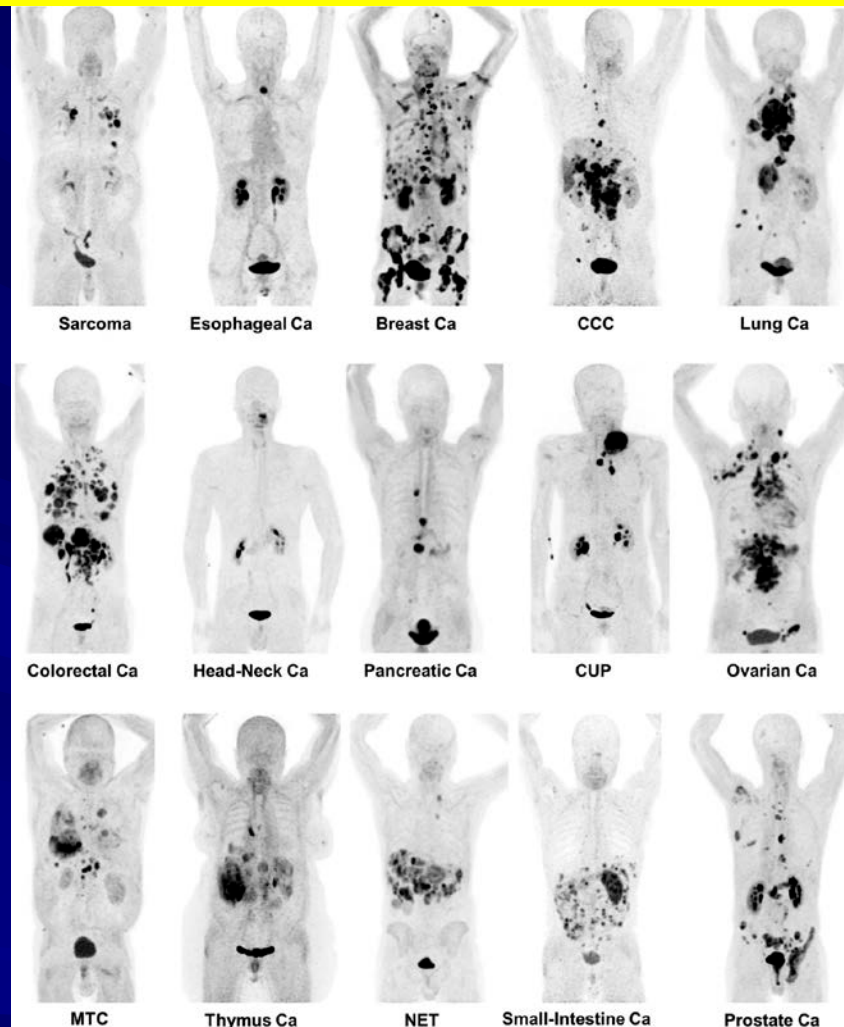 Sarcoma
Esophageal Ca
Breast Ca
CCC
Lung Ca
Colorectal Ca
Head-Neck Ca
Pancreatic Ca
CUP
Ovarian Ca
MTC
Thymus Ca
NET
Small-Intestine Ca
Prostate Ca